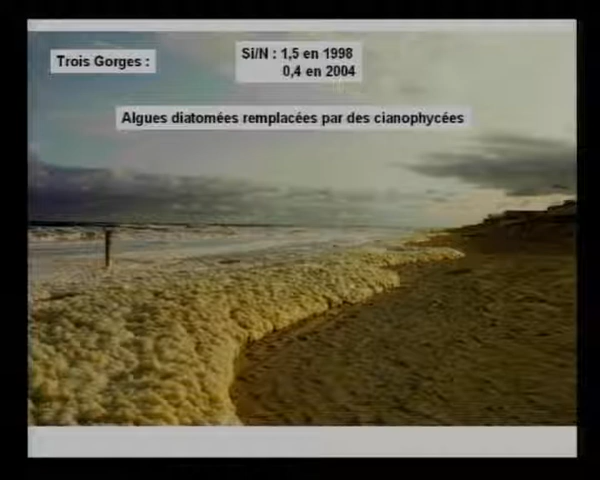 Trois Gorges :
Si/N : 1,5 en 1998
0,4 en 2004
Algues diatomées remplacées par des cianophycées